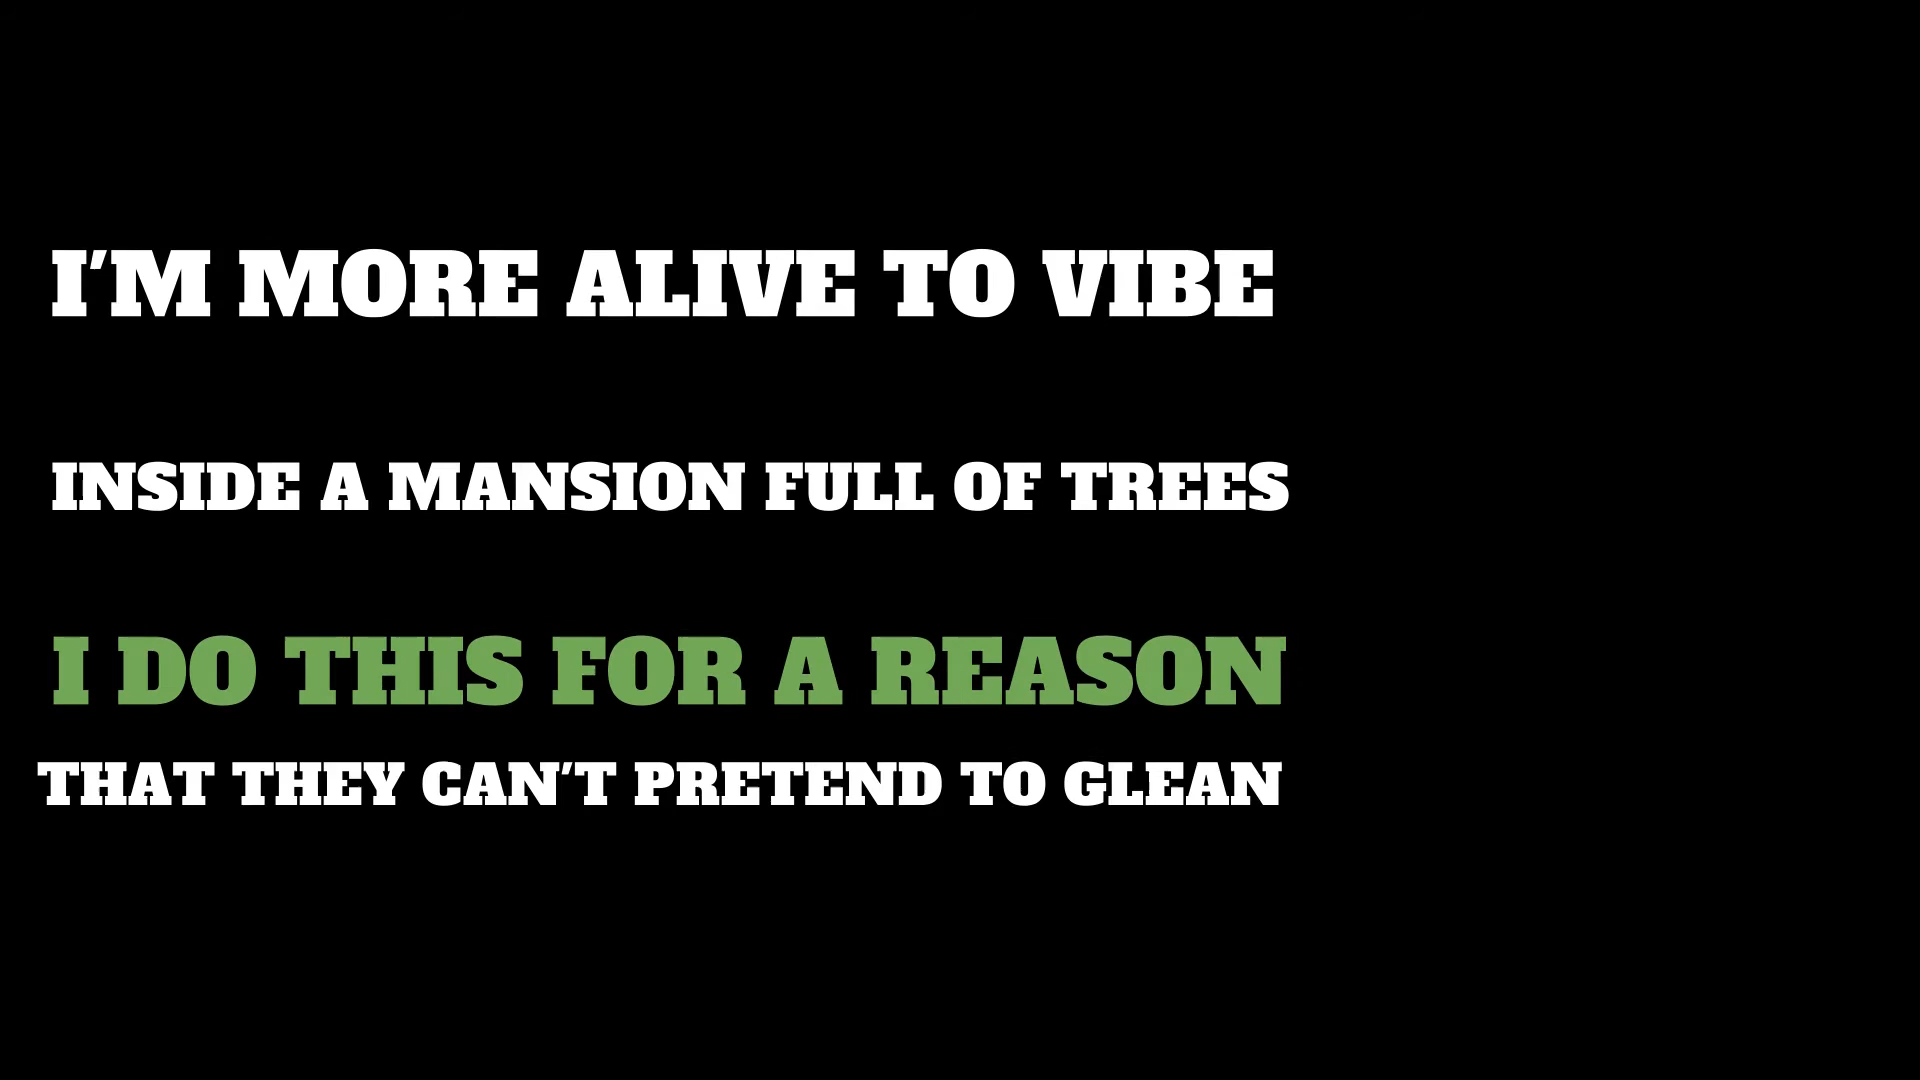 I'M MORE ALIVE TO VIBE
INSIDE A MANSION FULL OF TREES
I DO THIS FOR A REASON
THAT THEY CAN'T PRETEND TO GLEAN